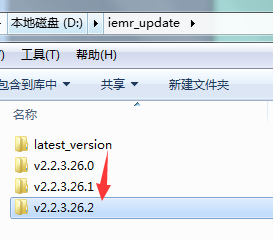 本地磁盘 (D:) ▸ iemr_update ▸
工具(T) 帮助(H)
包含到库中 ▾ 共享 ▾ 新建文件夹
名称
latest_version
v2.2.3.26.0
v2.2.3.26.1
v2.2.3.26.2